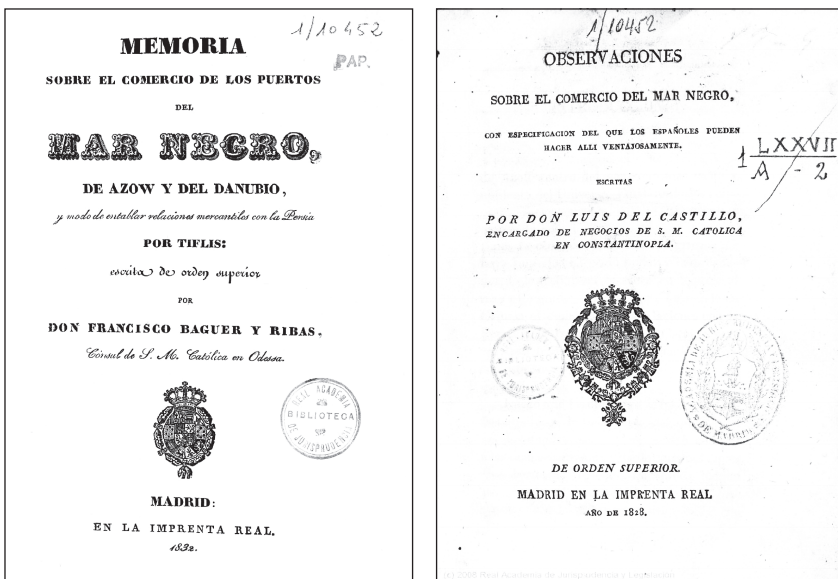 1/10452
PAP.
MEMORIA
SOBRE EL COMERCIO DE LOS PUERTOS
DEL
MAR NEGRO,
DE AZOW Y DEL DANUBIO,
y modo de entablar relaciones mercantiles con la Persia
POR TIFLIS:
escrita de orden superior
POR
DON FRANCISCO BAGUER Y RIBAS,
Cónsul de S. M. Católica en Odessa.
REAL ACADEMIA
BIBLIOTECA
DE JURISPRUDENCIA
MADRID:
EN LA IMPRENTA REAL.
1832.
1/10452
OBSERVACIONES
SOBRE EL COMERCIO DEL MAR NEGRO,
CON ESPECIFICACION DEL QUE LOS ESPAÑOLES PUEDEN
HACER ALLI VENTAJOSAMENTE.
1 LXXVII
A - 2
ESCRITAS
POR DON LUIS DEL CASTILLO,
ENCARGADO DE NEGOCIOS DE S. M. CATOLICA
EN CONSTANTINOPLA.
DE ORDEN SUPERIOR.
MADRID EN LA IMPRENTA REAL
AÑO DE 1828.